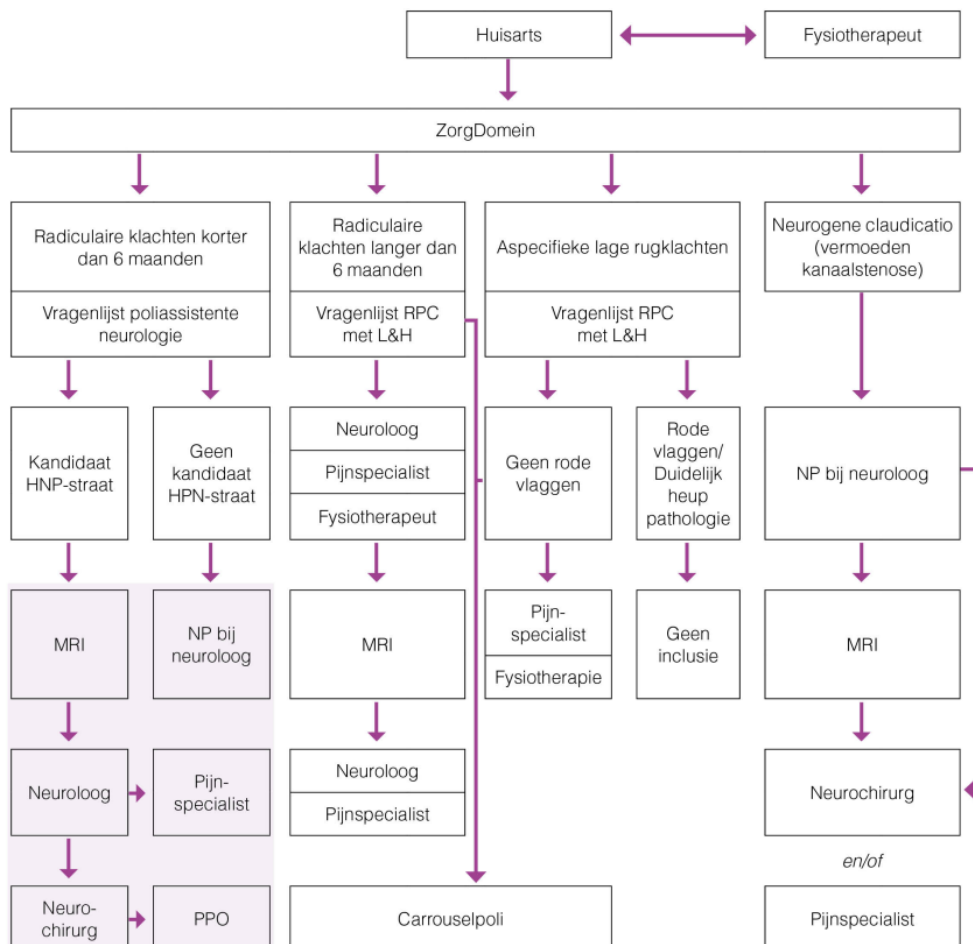 Huisarts
Fysiotherapeut
ZorgDomein
Radiculaire klachten korter
dan 6 maanden
Vragenlijst poliassistente
neurologie
Radiculaire
klachten langer dan
6 maanden
Vragenlijst RPC
met L&H
Aspecifieke lage rugklachten
Vragenlijst RPC
met L&H
Neurogene claudicatio
(vermoeden
kanaalstenose)
Kandidaat
HNP-straat
Geen
kandidaat
HPN-straat
Neuroloog
Pijnspecialist
Fysiotherapeut
Geen rode
vlaggen
Rode
vlaggen/
Duidelijk
heup
pathologie
NP bij neuroloog
MRI
NP bij
neuroloog
MRI
Pijn-
specialist
Fysiotherapie
Geen
inclusie
MRI
Neuroloog
Pijn-
specialist
Neuroloog
Pijnspecialist
Neurochirurg
en/of
Neuro-
chirurg
PPO
Carrouselpoli
Pijnspecialist